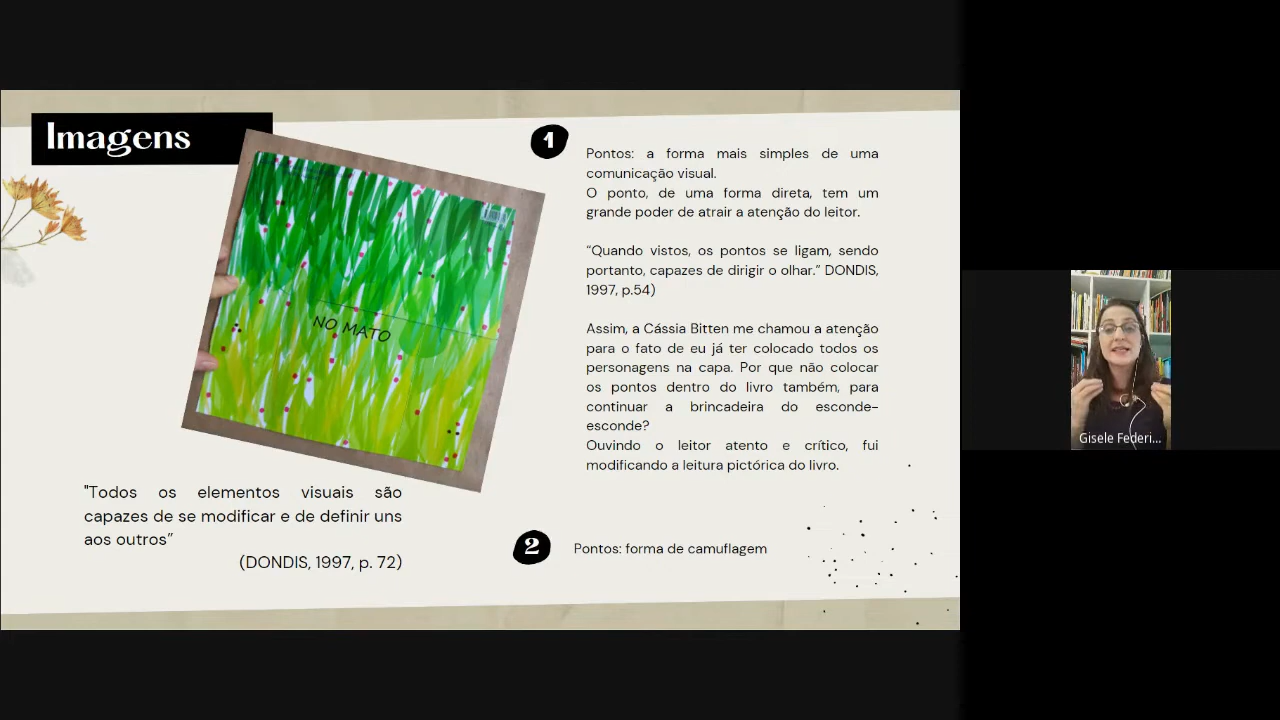 Imagens
NO MATO
"Todos os elementos visuais são
capazes de se modificar e de definir uns
aos outros”
(DONDIS, 1997, p. 72)
1
Pontos: a forma mais simples de uma
comunicação visual.
O ponto, de uma forma direta, tem um
grande poder de atrair a atenção do leitor.
“Quando vistos, os pontos se ligam, sendo
portanto, capazes de dirigir o olhar.” DONDIS,
1997, p.54)
Assim, a Cássia Bitten me chamou a atenção
para o fato de eu já ter colocado todos os
personagens na capa. Por que não colocar
os pontos dentro do livro também, para
continuar a brincadeira do esconde-
esconde?
Ouvindo o leitor atento e crítico, fui
modificando a leitura pictórica do livro.
2
Pontos: forma de camuflagem
Gisele Federi...